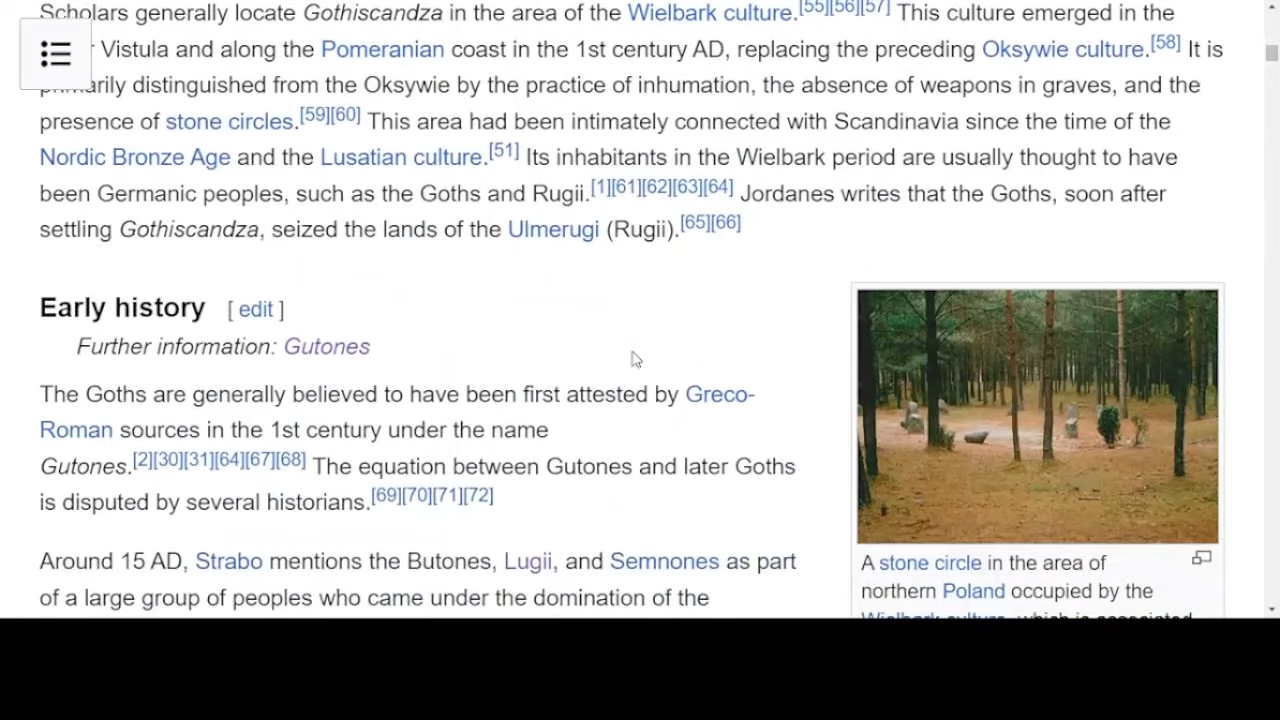 Scholars generally locate Gothiscandza in the area of the Wielbark culture.[55][56][57] This culture emerged in the
Vistula and along the Pomeranian coast in the 1st century AD, replacing the preceding Oksywie culture.[58] It is
primarily distinguished from the Oksywie by the practice of inhumation, the absence of weapons in graves, and the
presence of stone circles.[59][60] This area had been intimately connected with Scandinavia since the time of the
Nordic Bronze Age and the Lusatian culture.[51] Its inhabitants in the Wielbark period are usually thought to have
been Germanic peoples, such as the Goths and Rugii.[1][61][62][63][64] Jordanes writes that the Goths, soon after
settling Gothiscandza, seized the lands of the Ulmerugi (Rugii).[65][66]
Early history [ edit ]
Further information: Gutones
The Goths are generally believed to have been first attested by Greco-
Roman sources in the 1st century under the name
Gutones.[2][30][31][64][67][68] The equation between Gutones and later Goths
is disputed by several historians.[69][70][71][72]
Around 15 AD, Strabo mentions the Butones, Lugii, and Semnones as part
of a large group of peoples who came under the domination of the
A stone circle in the area of
northern Poland occupied by the
Wielbark culture, which is associated